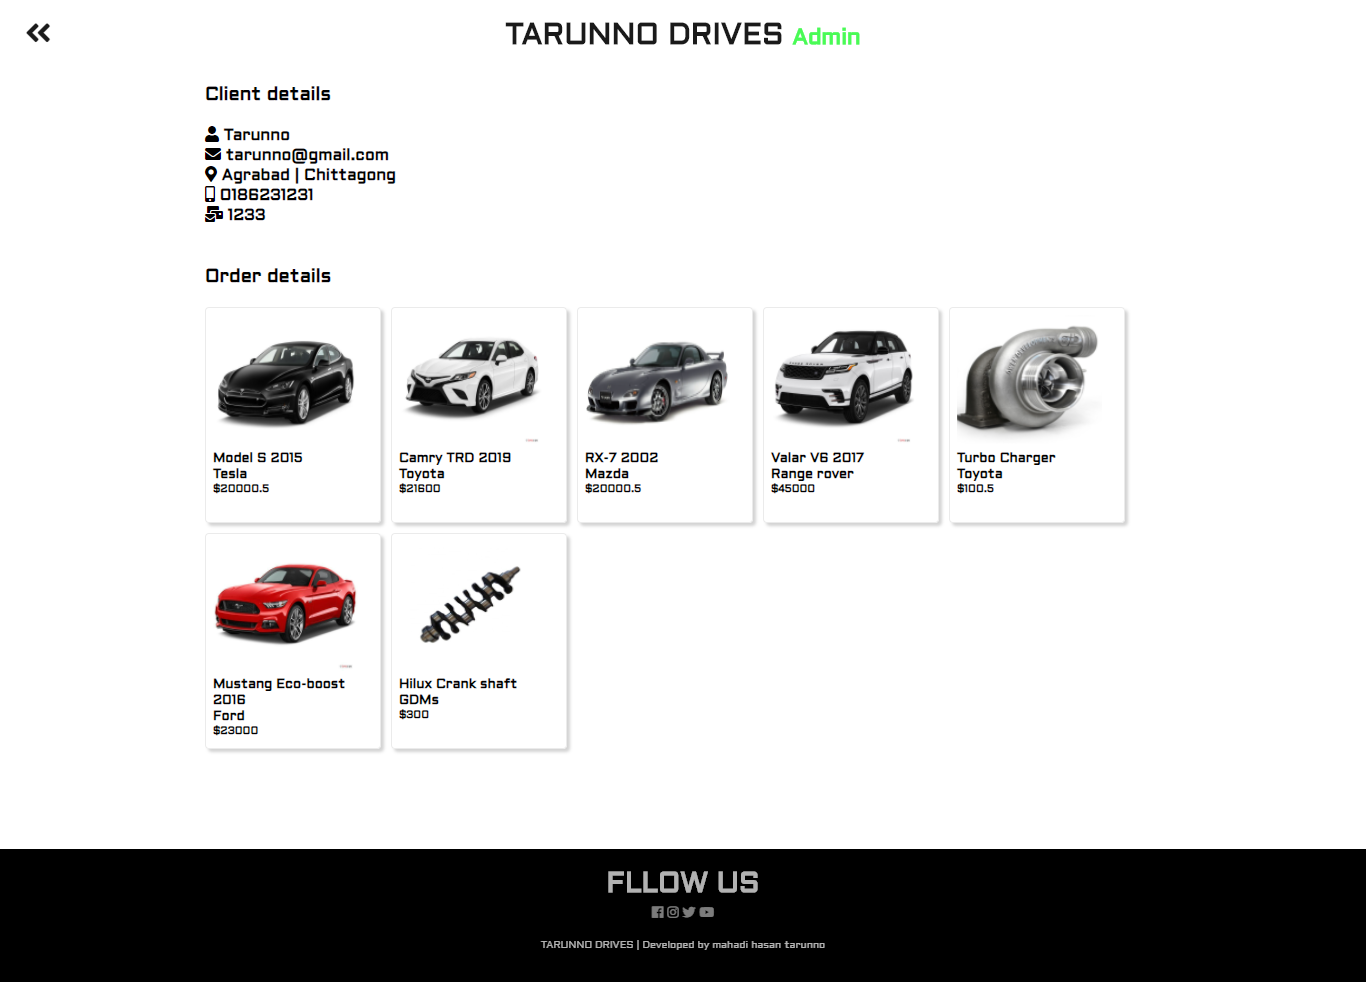 TARUNNO DRIVES Admin
Client details
Tarunno
tarunno@gmail.com
Agrabad | Chittagong
0186231231
1233
Order details
Model S 2015
Tesla
$20000.5
Camry TRD 2019
Toyota
$21600
RX-7 2002
Mazda
$20000.5
Valar V6 2017
Range rover
$45000
Turbo Charger
Toyota
$100.5
Mustang Eco-boost
2016
Ford
$23000
Hilux Crank shaft
GDMs
$300
FLLOW US
TARUNNO DRIVES | Developed by mahadi hasan tarunno